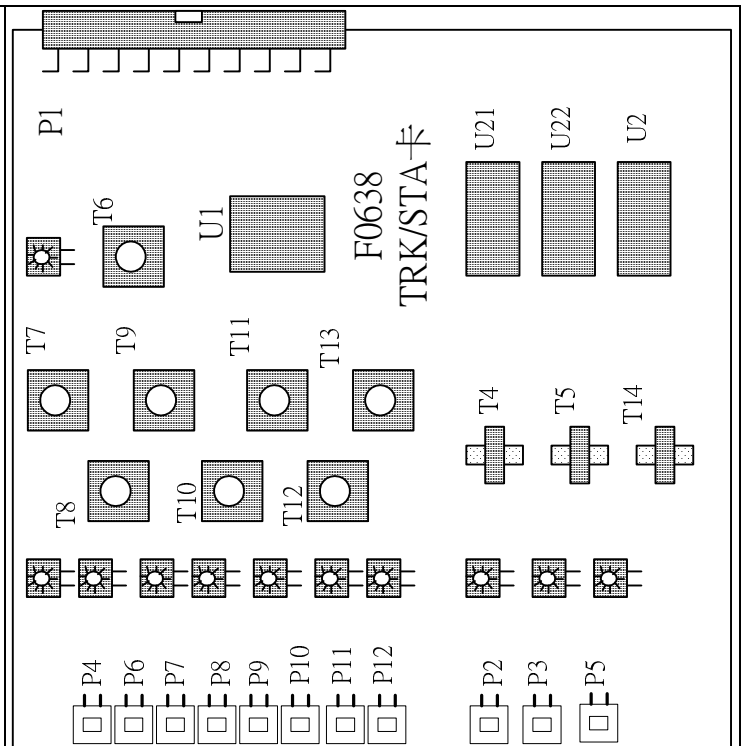 P1
U21
U22
U2
F0638
TRK/STA卡
T6
U1
T7
T9
T11
T13
T4
T5
T14
T8
T10
T12
P4
P6
P7
P8
P9
P10
P11
P12
P2
P3
P5